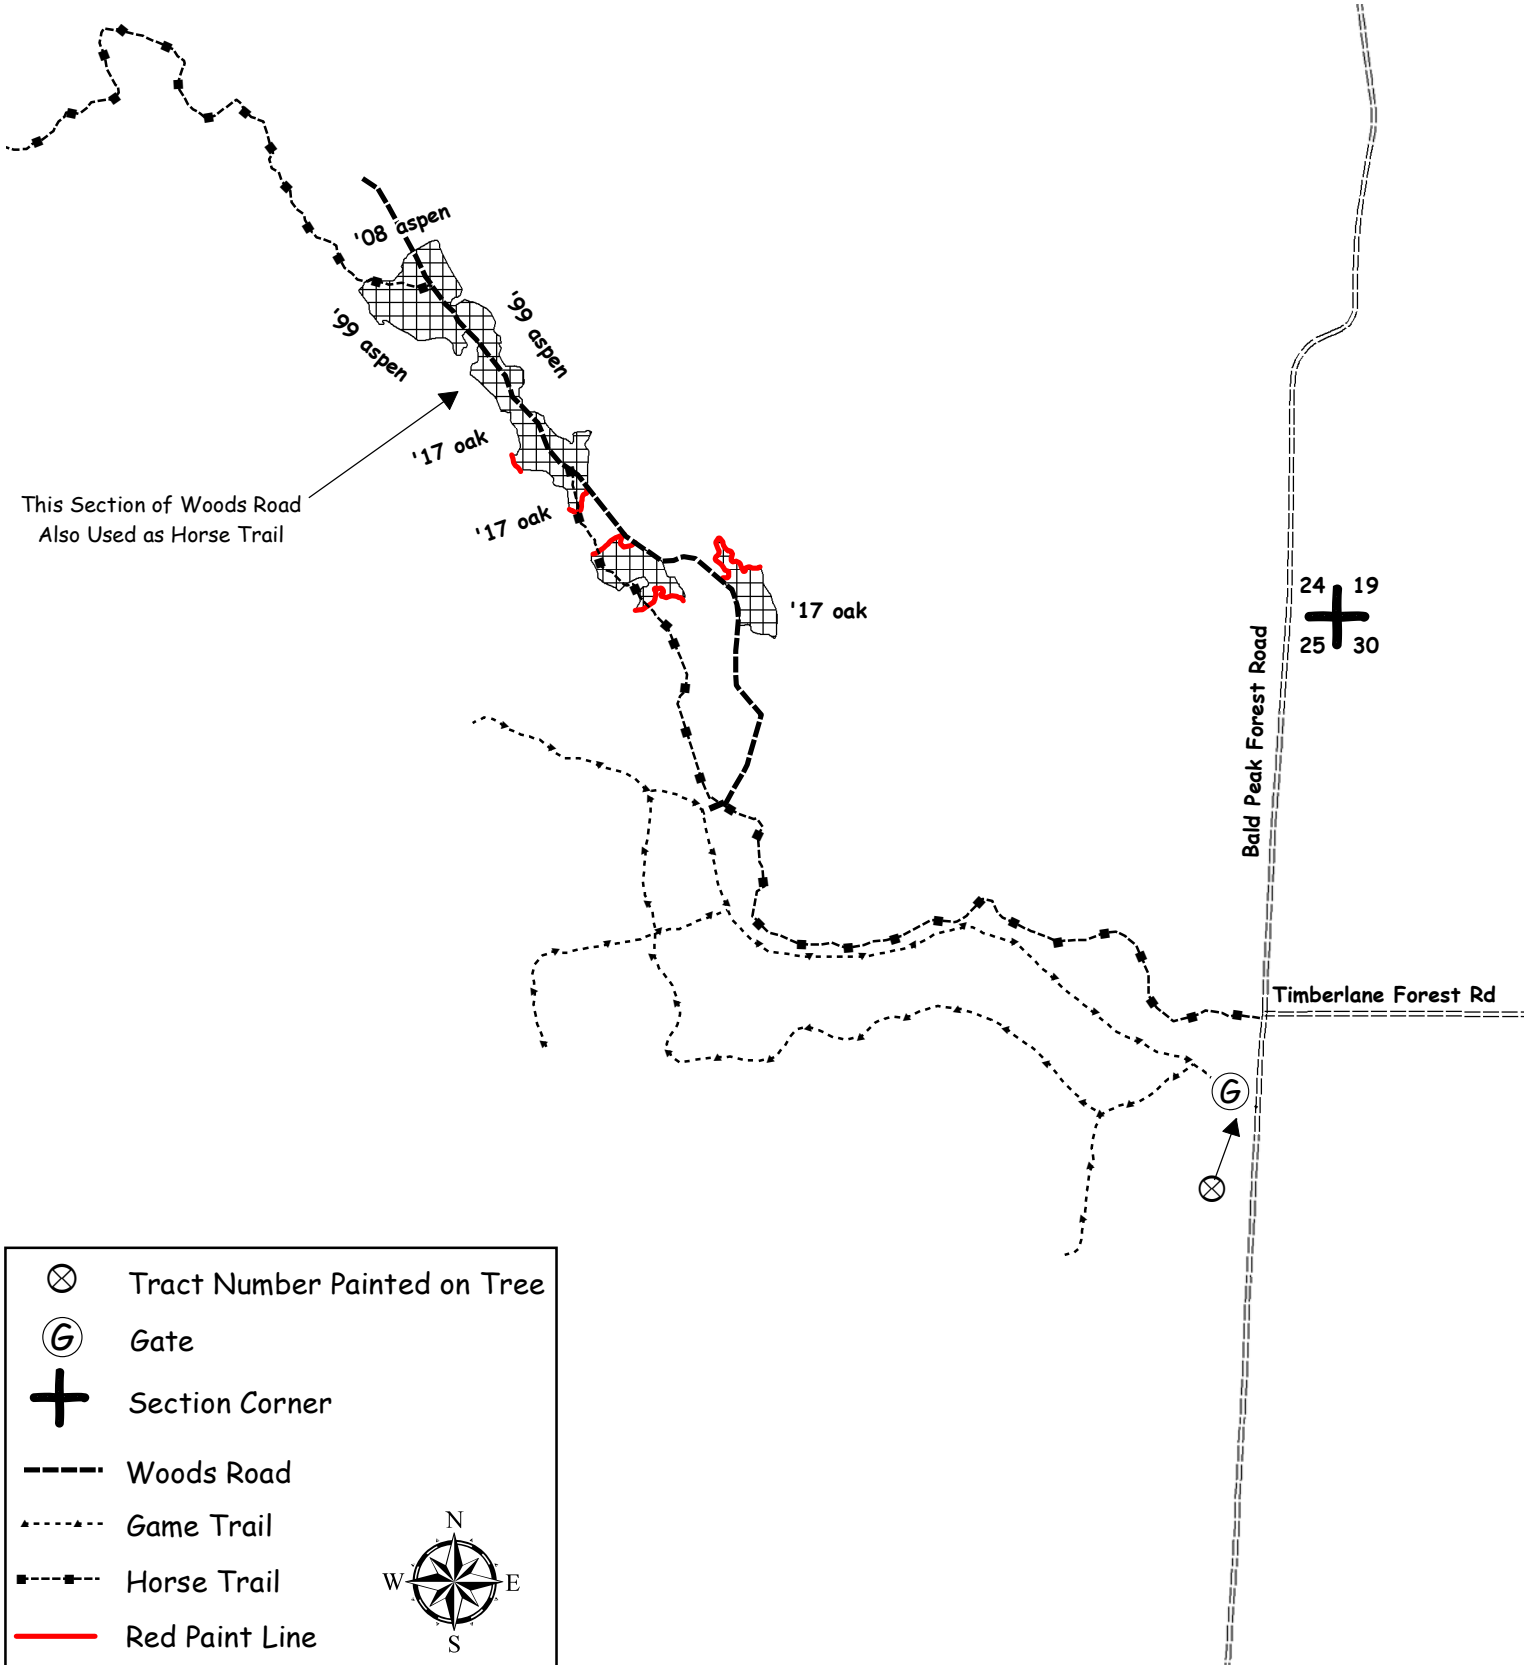 '08 aspen
'99 aspen
'99 aspen
'17 oak
This Section of Woods Road
Also Used as Horse Trail
'17 oak
'17 oak
24 19
25 30
Bald Peak Forest Road
Timberlane Forest Rd
G
Tract Number Painted on Tree
G Gate
Section Corner
Woods Road
Game Trail
Horse Trail
Red Paint Line
N
W E
S